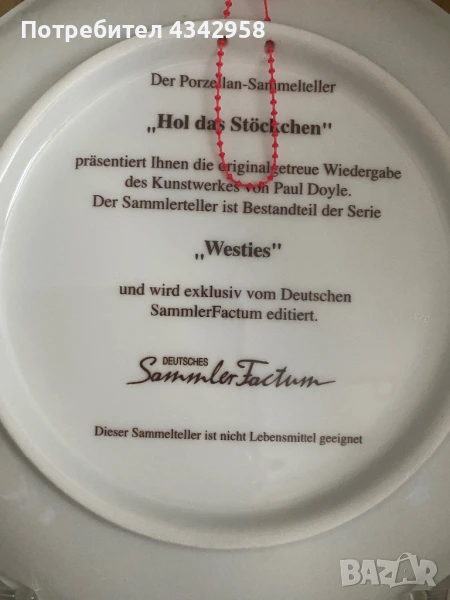 Потребител 4342958
Der Porzellan-Sammelteller
„Hol das Stöckchen"
präsentiert Ihnen die originalgetreue Wiedergabe
des Kunstwerkes von Paul Doyle.
Der Sammlerteller ist Bestandteil der Serie
„Westies"
und wird exklusiv vom Deutschen
SammlerFactum editiert.
DEUTSCHES
SammlerFactum
Dieser Sammelteller ist nicht Lebensmittel geeignet
BAZAR